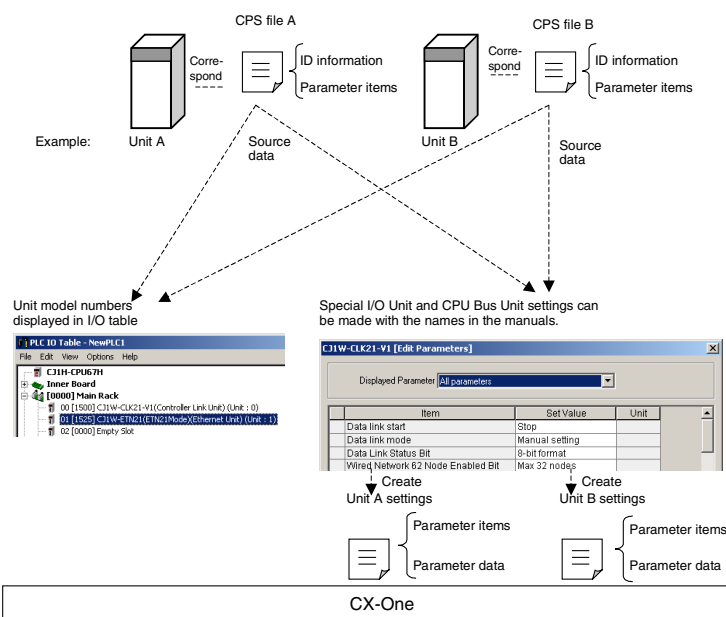 CPS file A
CPS file B
Corre-
spond
ID information
Parameter items
Corre-
spond
ID information
Parameter items
Example:
Unit A
Source
data
Unit B
Source
data
Unit model numbers
displayed in I/O table
Special I/O Unit and CPU Bus Unit settings can
be made with the names in the manuals.
PLC IO Table - NewPLC1
File Edit View Options Help
CJ1H-CPU67H
Inner Board
[0000] Main Rack
00 [1500] CJ1W-CLK21-V1(Controller Link Unit) (Unit : 0)
01 [1525] CJ1W-ETN21(ETN21Mode)(Ethernet Unit) (Unit : 1)
02 [0000] Empty Slot
CJ1W-CLK21-V1 [Edit Parameters]
Displayed Parameter All parameters
Item Set Value Unit
Data link start Stop
Data link mode Manual setting
Data Link Status Bit 8-bit format
Wired Network 62 Node Enabled Bit Max 32 nodes
Create
Unit A settings
Create
Unit B settings
Parameter items
Parameter data
Parameter items
Parameter data
CX-One